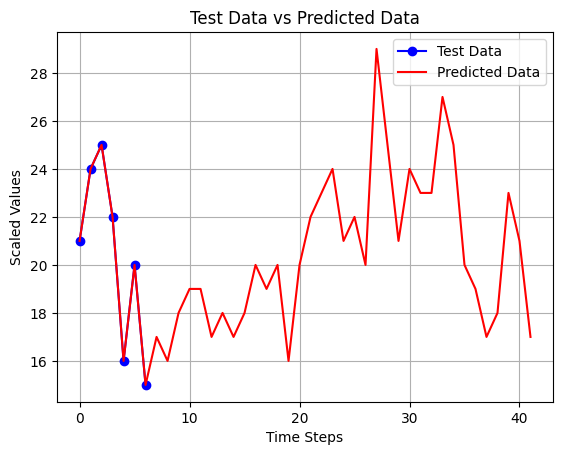 Test Data vs Predicted Data
Test Data
Predicted Data
Scaled Values
28
26
24
22
20
18
16
0
10
20
30
40
Time Steps